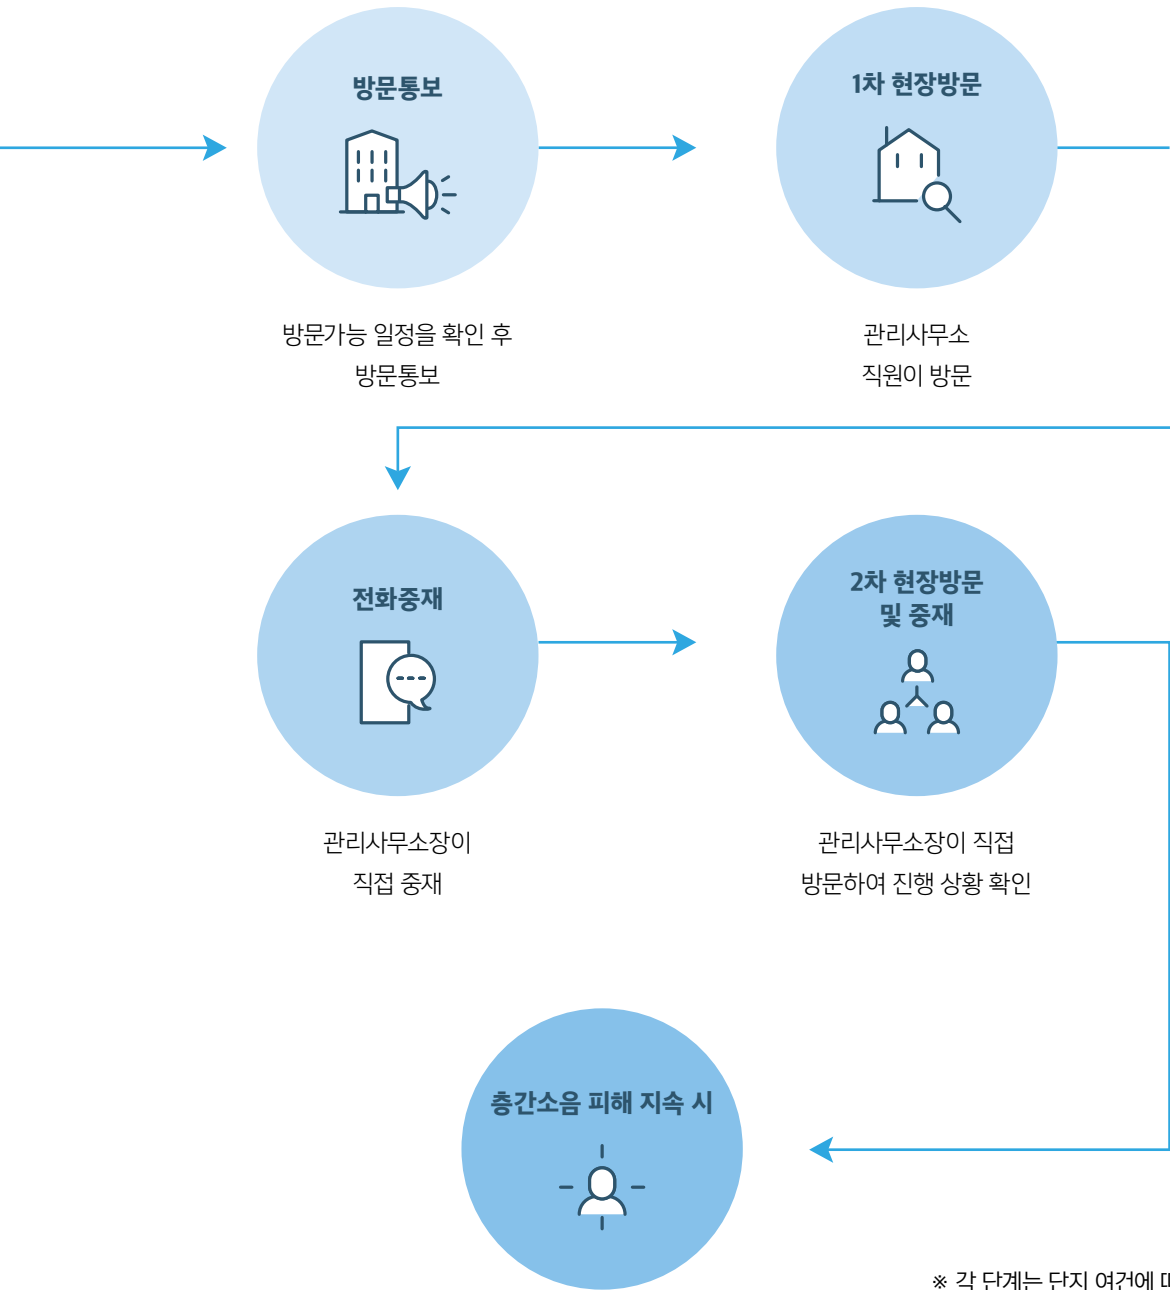 방문통보
1차 현장방문
방문가능 일정을 확인 후
방문통보
관리사무소
직원이 방문
전화중재
2차 현장방문
및 중재
관리사무소장이
직접 중재
관리사무소장이 직접
방문하여 진행 상황 확인
층간소음 피해 지속 시
※ 각 단계는 단지 여건에